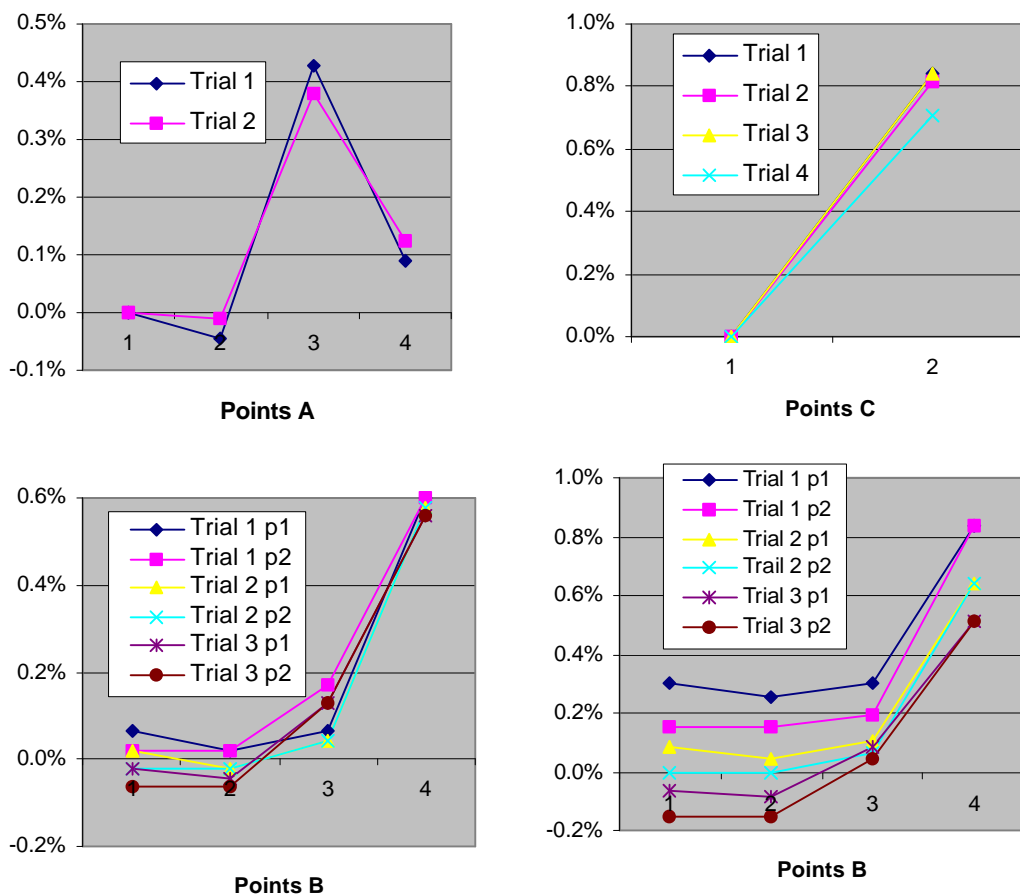 0.5%
0.4%
0.3%
0.2%
0.1%
0.0%
-0.1%
Trial 1
Trial 2
1 2 3 4
Points A
1.0%
0.8%
0.6%
0.4%
0.2%
0.0%
Trial 1
Trial 2
Trial 3
Trial 4
1 2
Points C
0.6%
0.4%
0.2%
0.0%
-0.2%
Trial 1 p1
Trial 1 p2
Trial 2 p1
Trial 2 p2
Trial 3 p1
Trial 3 p2
1 2 3 4
Points B
1.0%
0.8%
0.6%
0.4%
0.2%
0.0%
-0.2%
Trial 1 p1
Trial 1 p2
Trial 2 p1
Trail 2 p2
Trial 3 p1
Trial 3 p2
1 2 3 4
Points B